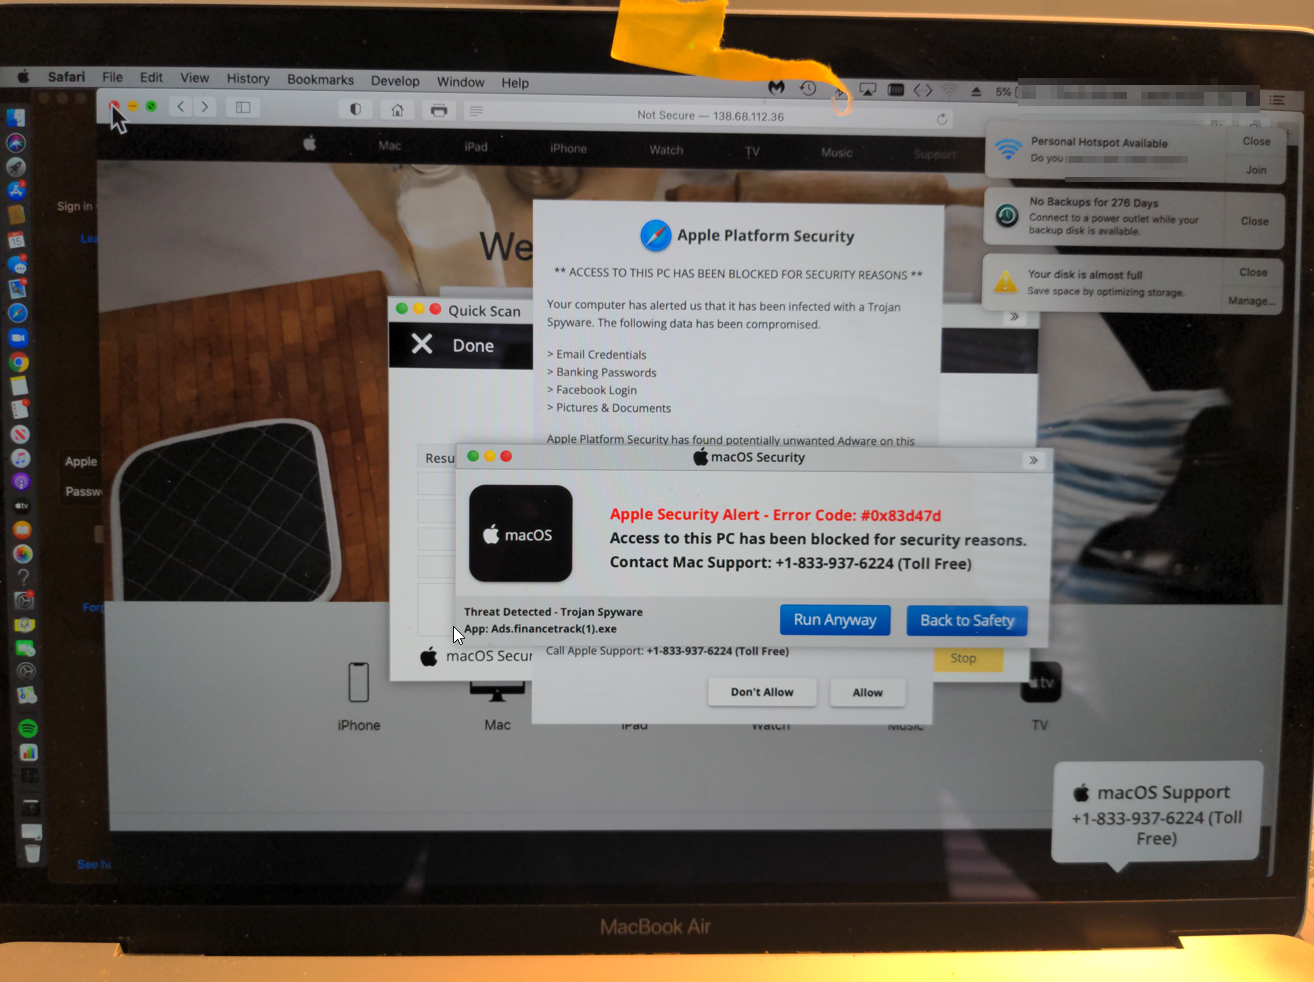 Safari File Edit View History Bookmarks Develop Window Help
5%
Not Secure — 138.68.112.36
Mac iPad iPhone Watch TV Music Support
Personal Hotspot Available
Do you
Close
Join
No Backups for 276 Days
Connect to a power outlet while your
backup disk is available.
Close
Your disk is almost full
Save space by optimizing storage.
Close
Manage...
Sign in
We
Apple Platform Security
** ACCESS TO THIS PC HAS BEEN BLOCKED FOR SECURITY REASONS **
Your computer has alerted us that it has been infected with a Trojan
Spyware. The following data has been compromised.
> Email Credentials
> Banking Passwords
> Facebook Login
> Pictures & Documents
Apple Platform Security has found potentially unwanted Adware on this
Quick Scan
Done
Resu
Apple
Passw
macOS Security
macOS
Apple Security Alert - Error Code: #0x83d47d
Access to this PC has been blocked for security reasons.
Contact Mac Support: +1-833-937-6224 (Toll Free)
Threat Detected - Trojan Spyware
App: Ads.financetrack(1).exe
Run Anyway
Back to Safety
macOS Secur
Call Apple Support: +1-833-937-6224 (Toll Free)
Stop
Don't Allow
Allow
tv
iPhone Mac iPad Watch Music TV
macOS Support
+1-833-937-6224 (Toll
Free)
See h
MacBook Air